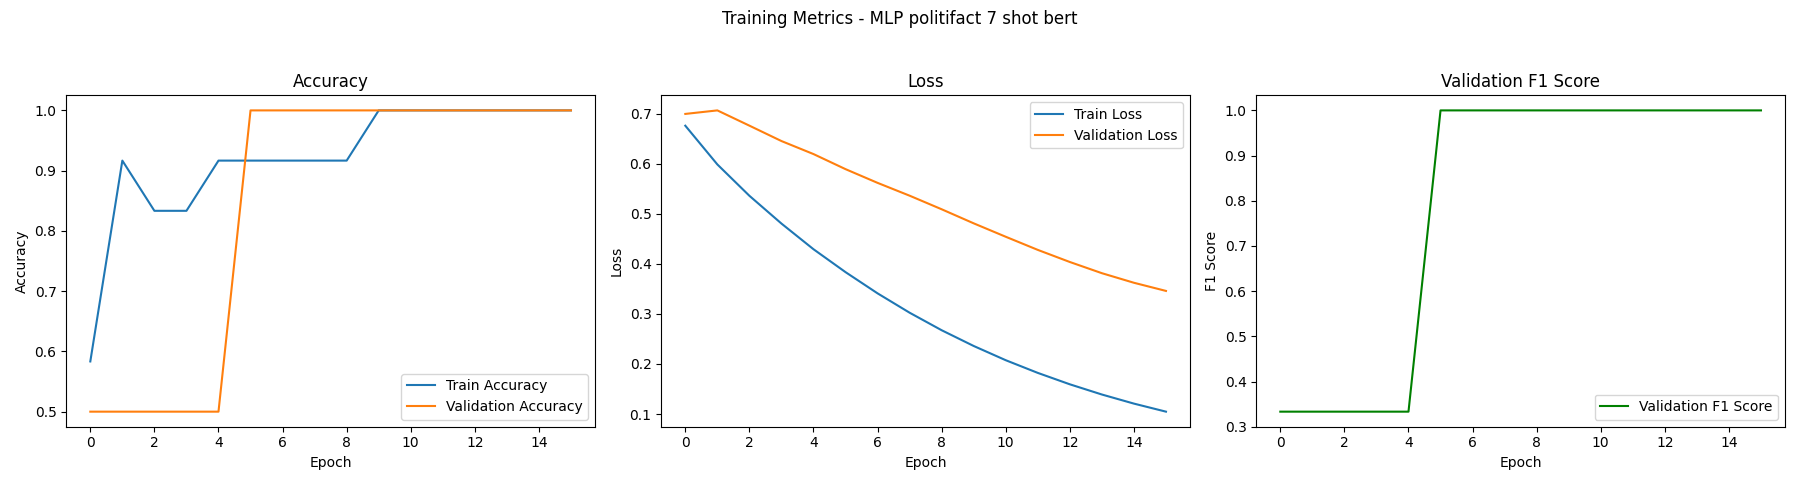 Training Metrics - MLP politifact 7 shot bert
Accuracy
1.0
0.9
0.8
0.7
0.6
0.5
Accuracy
0 2 4 6 8 10 12 14
Epoch
Train Accuracy
Validation Accuracy
Loss
0.7
0.6
0.5
0.4
0.3
0.2
0.1
Loss
0 2 4 6 8 10 12 14
Epoch
Train Loss
Validation Loss
Validation F1 Score
1.0
0.9
0.8
0.7
0.6
0.5
0.4
0.3
F1 Score
0 2 4 6 8 10 12 14
Epoch
Validation F1 Score